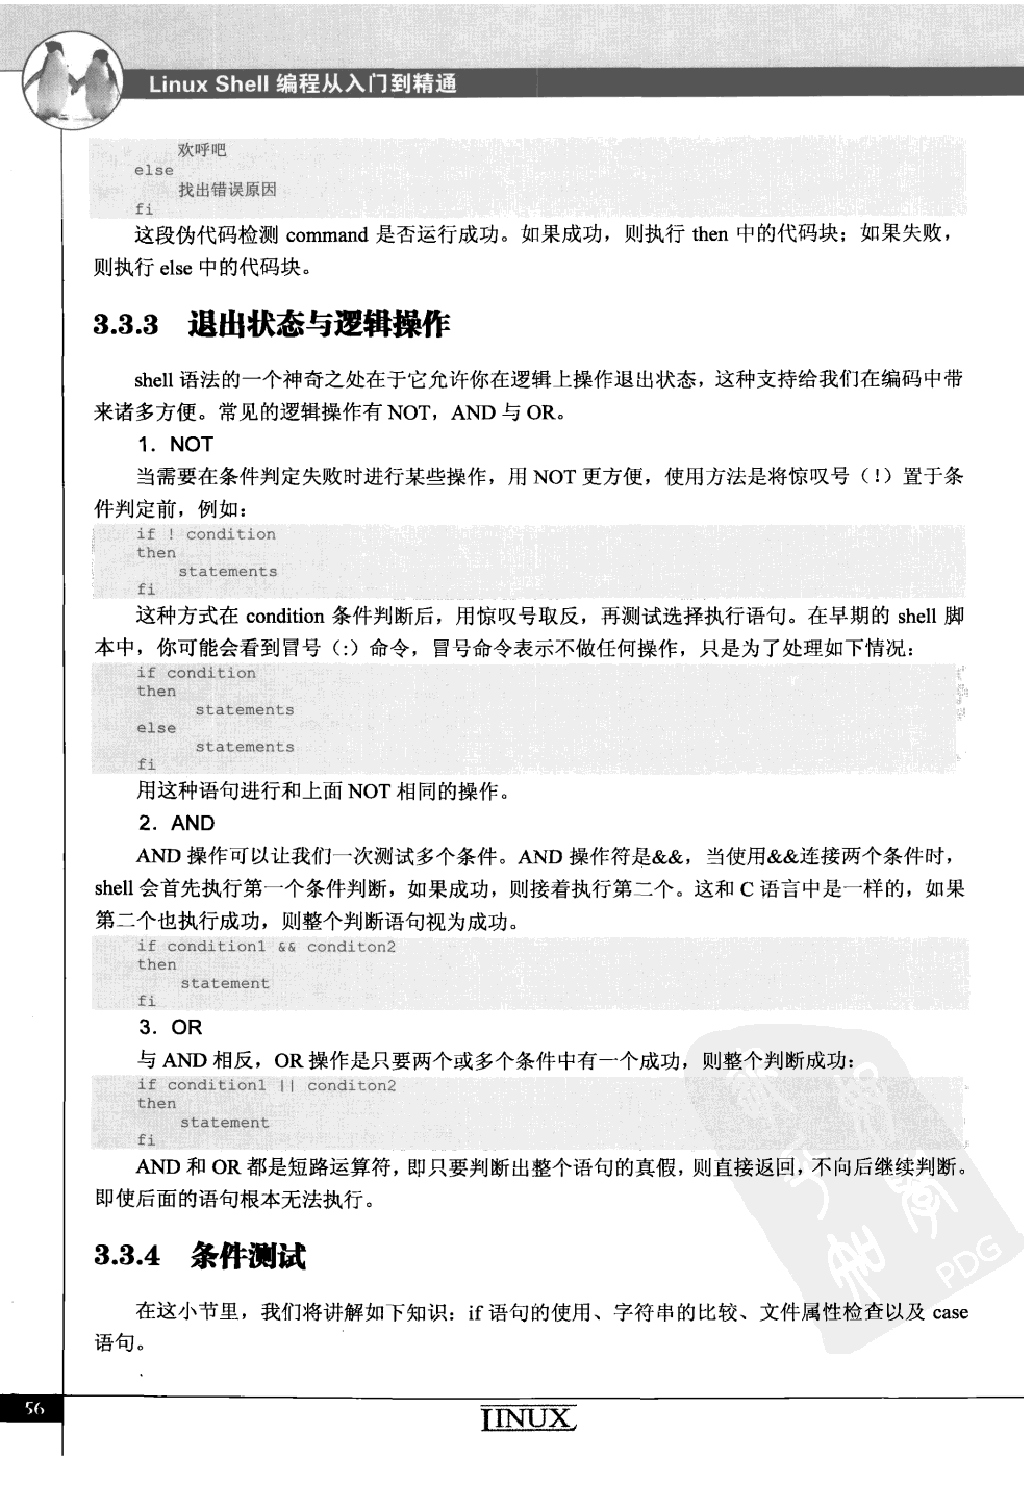 Linux Shell 编程从入门到精通
欢呼吧
else
找出错误原因
fi
这段伪代码检测 command 是否运行成功。如果成功，则执行 then 中的代码块；如果失败，
则执行 else 中的代码块。
3.3.3 退出状态与逻辑操作
shell 语法的一个神奇之处在于它允许你在逻辑上操作退出状态，这种支持给我们在编码中带
来诸多方便。常见的逻辑操作有 NOT，AND 与 OR。
1．NOT
当需要在条件判定失败时进行某些操作，用 NOT 更方便，使用方法是将惊叹号（!）置于条
件判定前，例如：
if ! condition
then
statements
fi
这种方式在 condition 条件判断后，用惊叹号取反，再测试选择执行语句。在早期的 shell 脚
本中，你可能会看到冒号（:）命令，冒号命令表示不做任何操作，只是为了处理如下情况：
if condition
then
statements
else
statements
fi
用这种语句进行和上面 NOT 相同的操作。
2．AND
AND 操作可以让我们一次测试多个条件。AND 操作符是&&，当使用&&连接两个条件时，
shell 会首先执行第一个条件判断，如果成功，则接着执行第二个。这和 C 语言中是一样的，如果
第二个也执行成功，则整个判断语句视为成功。
if condition1 && conditon2
then
statement
fi
3．OR
与 AND 相反，OR 操作是只要两个或多个条件中有一个成功，则整个判断成功：
if condition1 || conditon2
then
statement
fi
AND 和 OR 都是短路运算符，即只要判断出整个语句的真假，则直接返回，不向后继续判断。
即使后面的语句根本无法执行。
3.3.4 条件测试
在这小节里，我们将讲解如下知识：if 语句的使用、字符串的比较、文件属性检查以及 case
语句。
PDG
56
LINUX